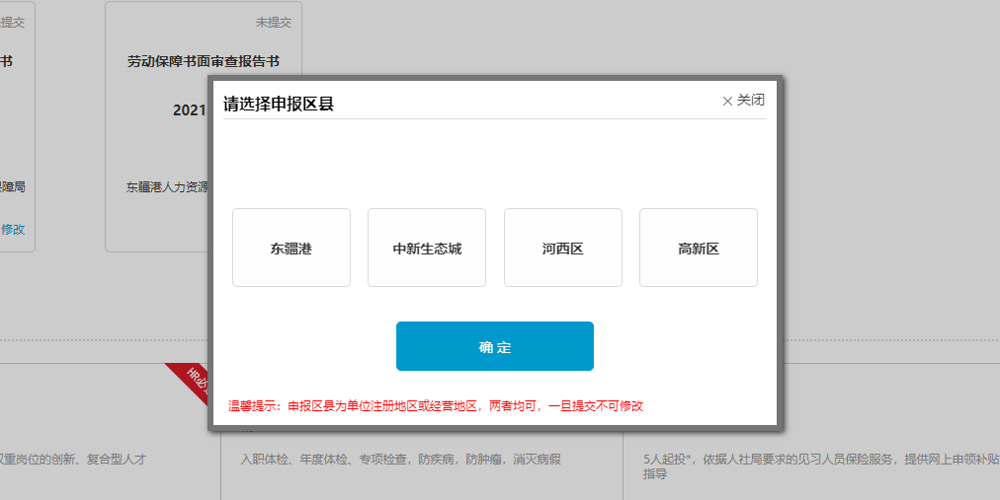 未提交
未提交
书
劳动保障书面审查报告书
请选择申报区县
关闭
2021
障局
东疆港人力资源
修改
东疆港
中新生态城
河西区
高新区
确 定
HR必
温馨提示：申报区县为单位注册地区或经营地区，两者均可，一旦提交不可修改
重岗位的创新、复合型人才
入职体检、年度体检、专项检查，防疾病，防肿瘤，消灭病假
5人起投*，依据人社局要求的见习人员保险服务，提供网上申领补贴
指导